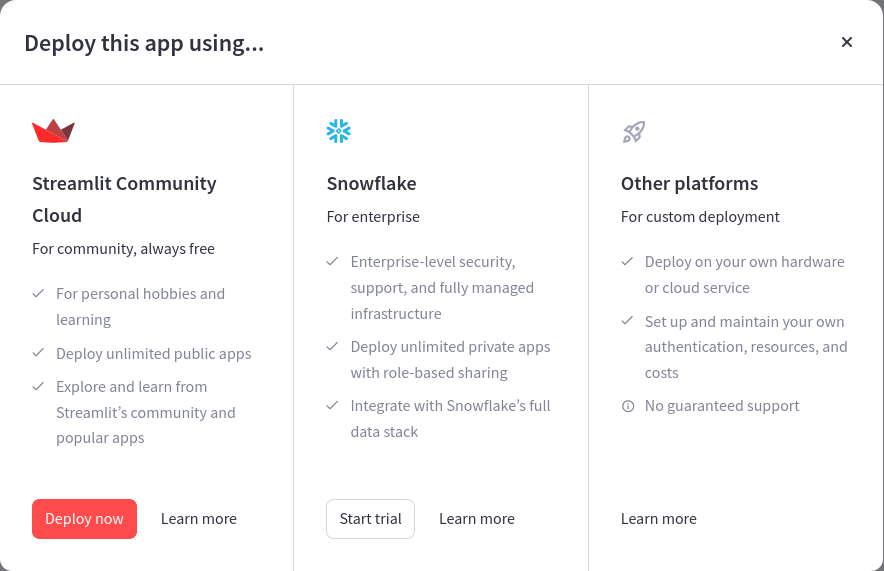 Deploy this app using...
Streamlit Community
Cloud
For community, always free
For personal hobbies and
learning
Deploy unlimited public apps
Explore and learn from
Streamlit’s community and
popular apps
Deploy now
Learn more
Snowflake
For enterprise
Enterprise-level security,
support, and fully managed
infrastructure
Deploy unlimited private apps
with role-based sharing
Integrate with Snowflake’s full
data stack
Start trial
Learn more
Other platforms
For custom deployment
Deploy on your own hardware
or cloud service
Set up and maintain your own
authentication, resources, and
costs
No guaranteed support
Learn more